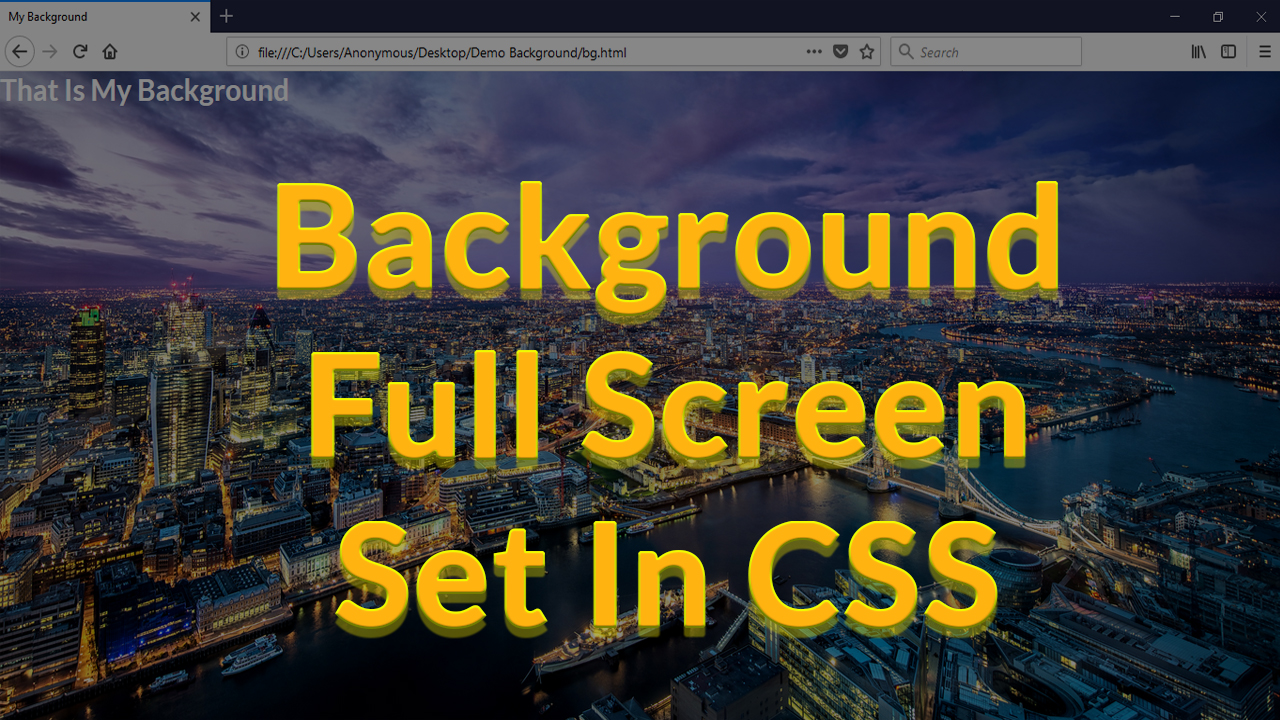 My Background
file:///C:/Users/Anonymous/Desktop/Demo Background/bg.html
Search
That Is My Background
Background
Full Screen
Set In CSS